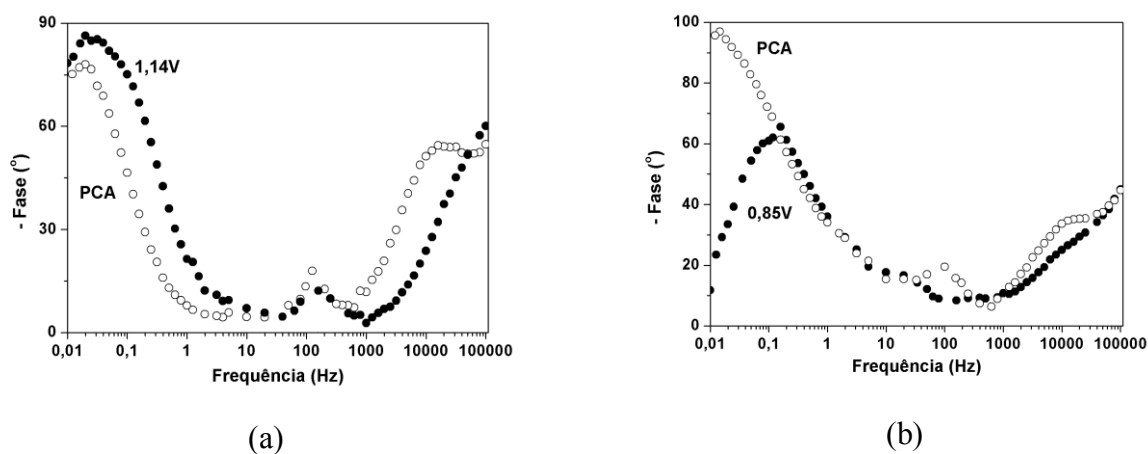 90
60
30
0
- Fase (º)
1,14V
PCA
0,01 0,1 1 10 100 1000 10000 100000
Frequência (Hz)
(a)
100
80
60
40
20
0
- Fase (º)
PCA
0,85V
0,01 0,1 1 10 100 1000 10000 100000
Frequência (Hz)
(b)